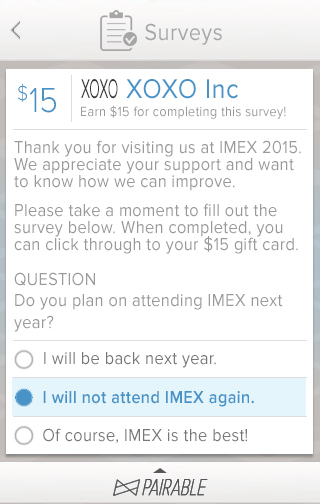 Surveys
$15
XOXO XOXO Inc
Earn $15 for completing this survey!
Thank you for visiting us at IMEX 2015.
We appreciate your support and want
to know how we can improve.
Please take a moment to fill out the
survey below. When completed, you
can click through to your $15 gift card.
QUESTION
Do you plan on attending IMEX next
year?
I will be back next year.
I will not attend IMEX again.
Of course, IMEX is the best!
PAIRABLE